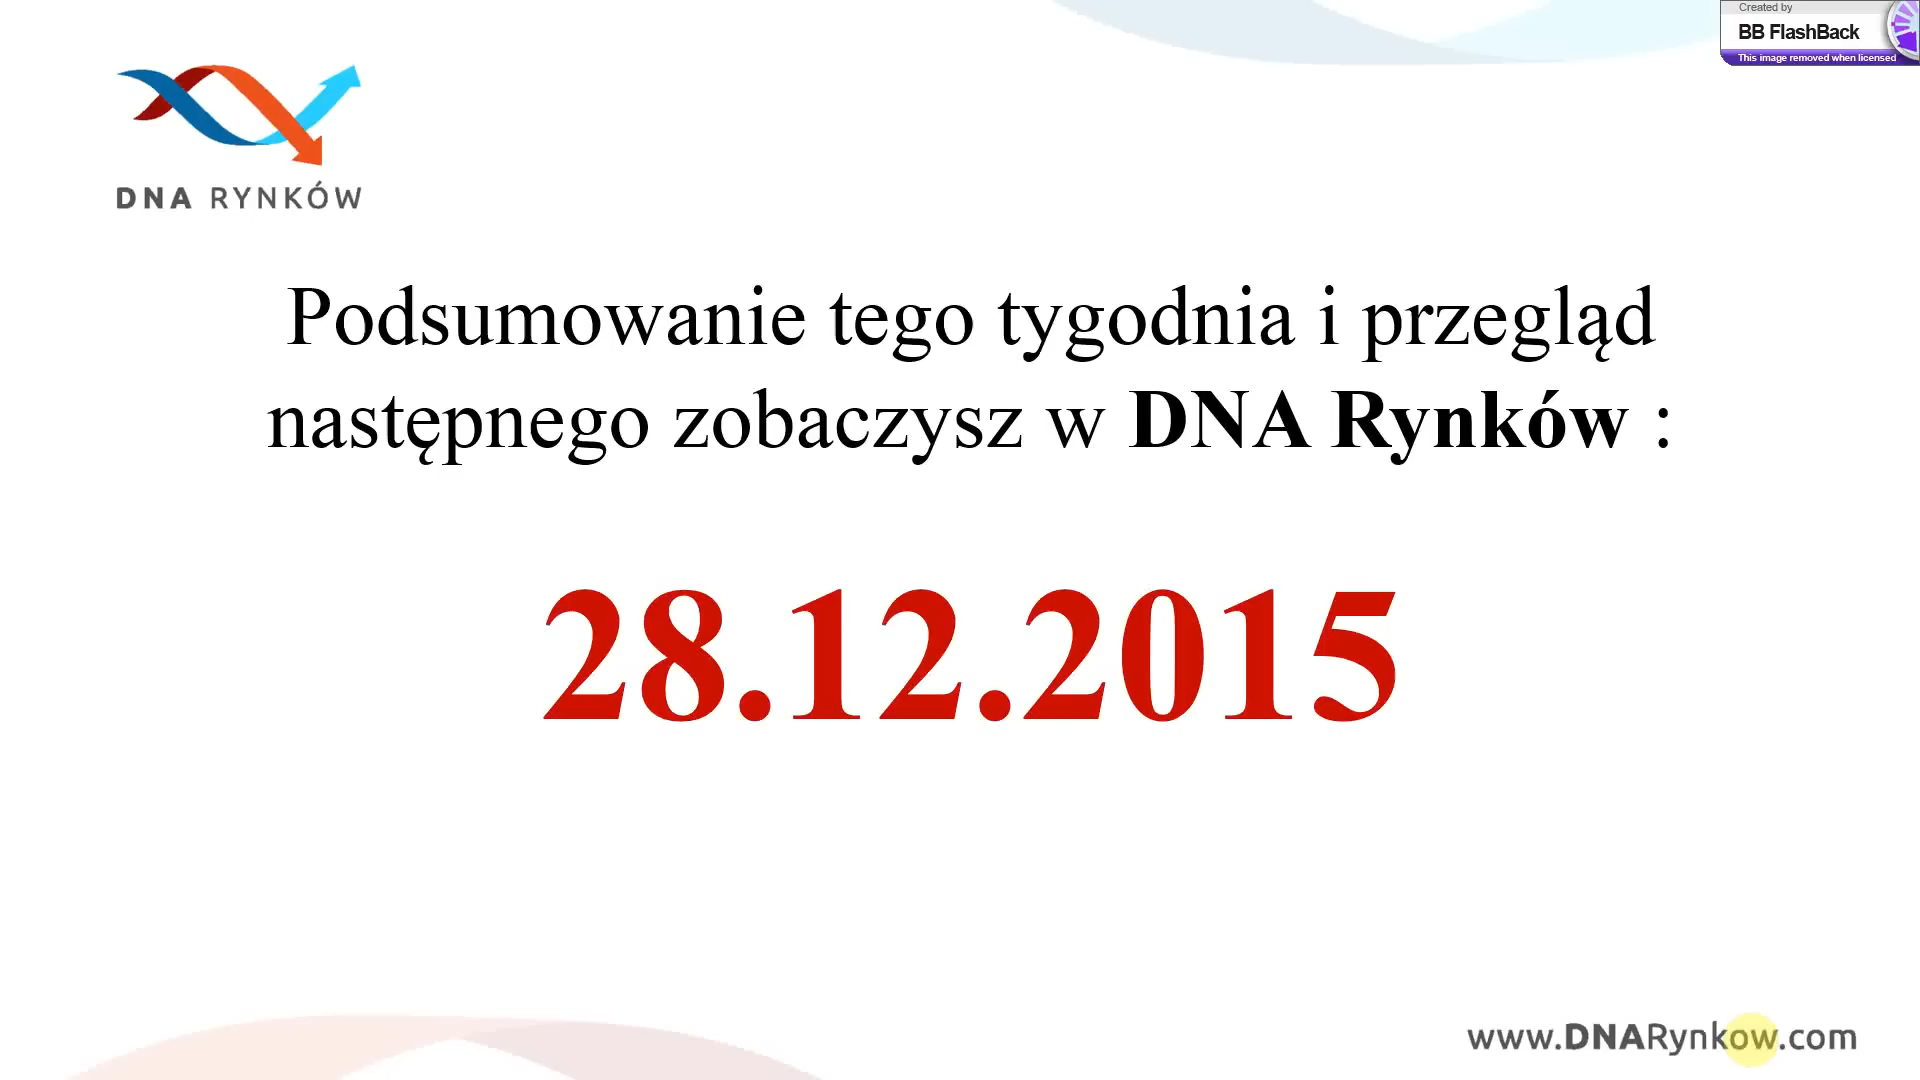 Created by
BB FlashBack
This image removed when licensed
DNA RYNKÓW
Podsumowanie tego tygodnia i przegląd
następnego zobaczysz w DNA Rynków :
28.12.2015
www.DNARynkow.com